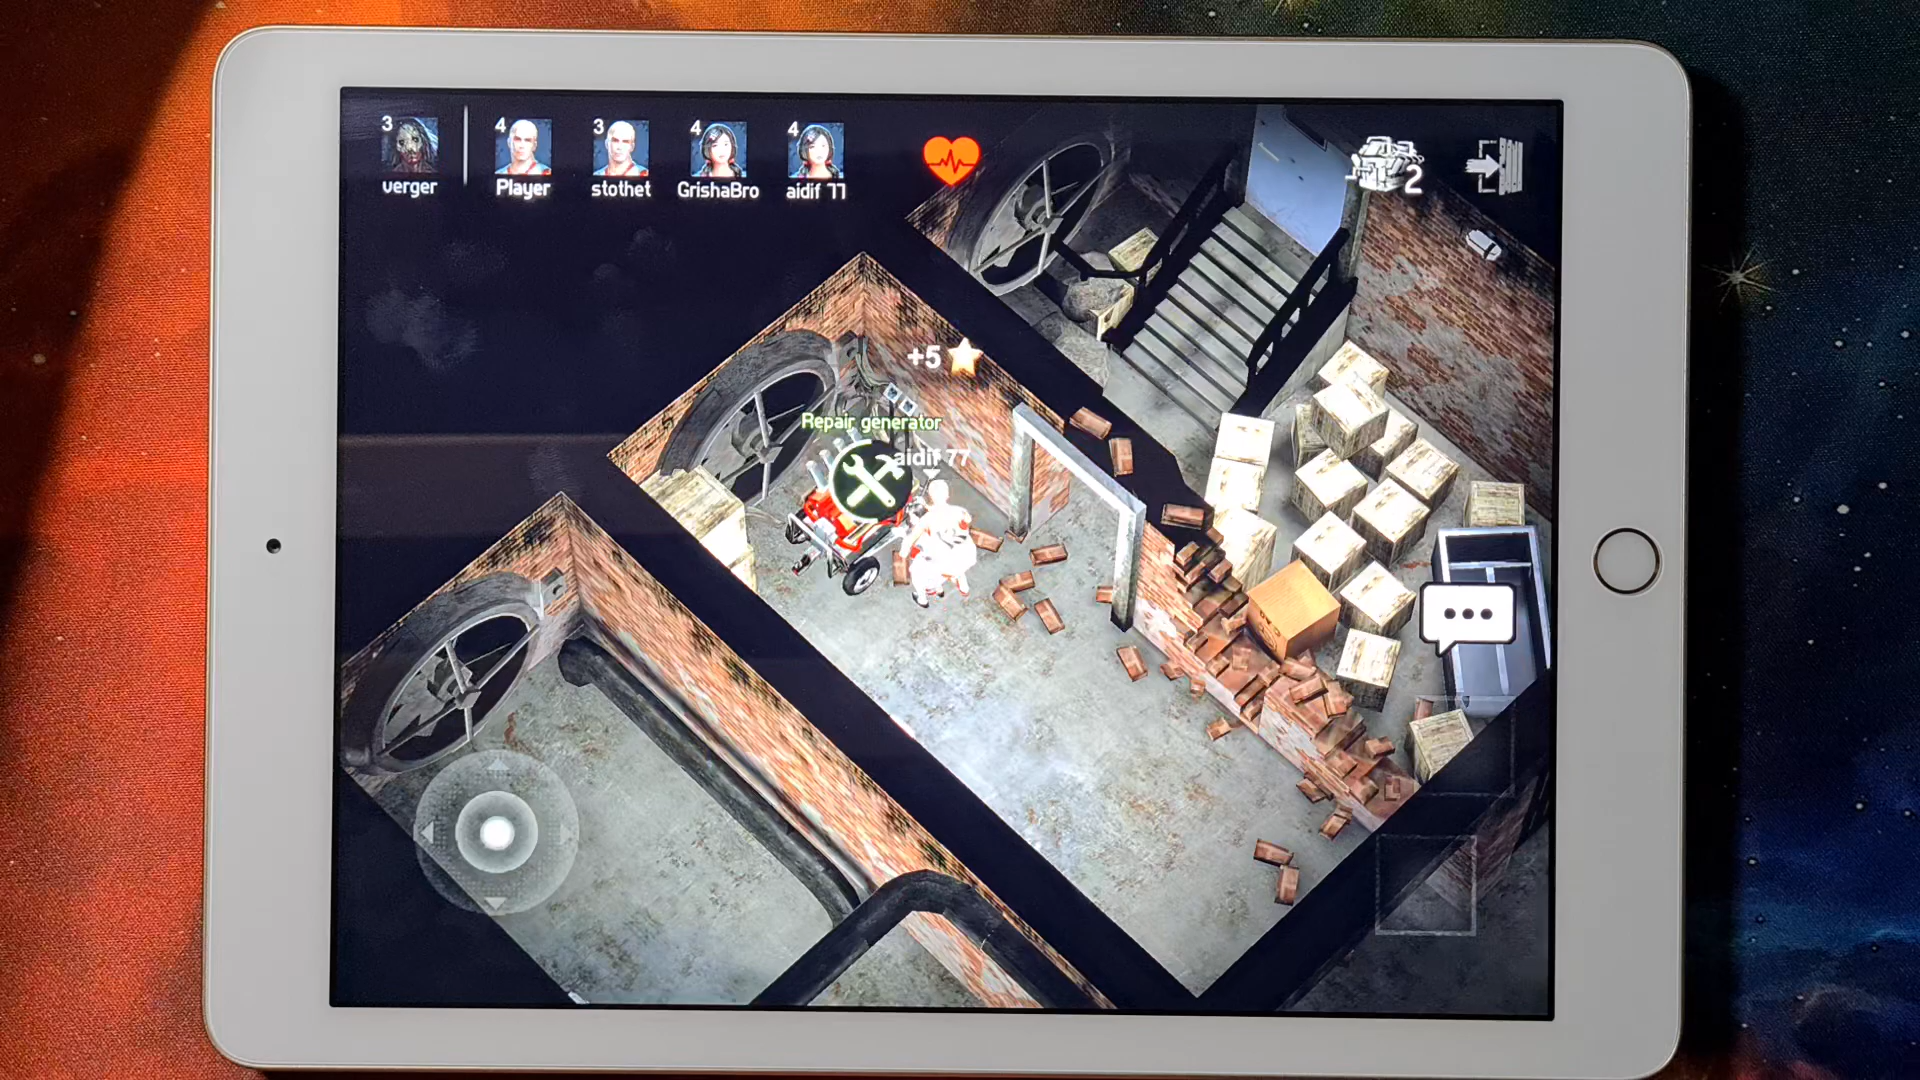 3 4 3 4 4
verger Player stothet GrishaBro aidif 77
2
+5
Repair generator
aidif 77